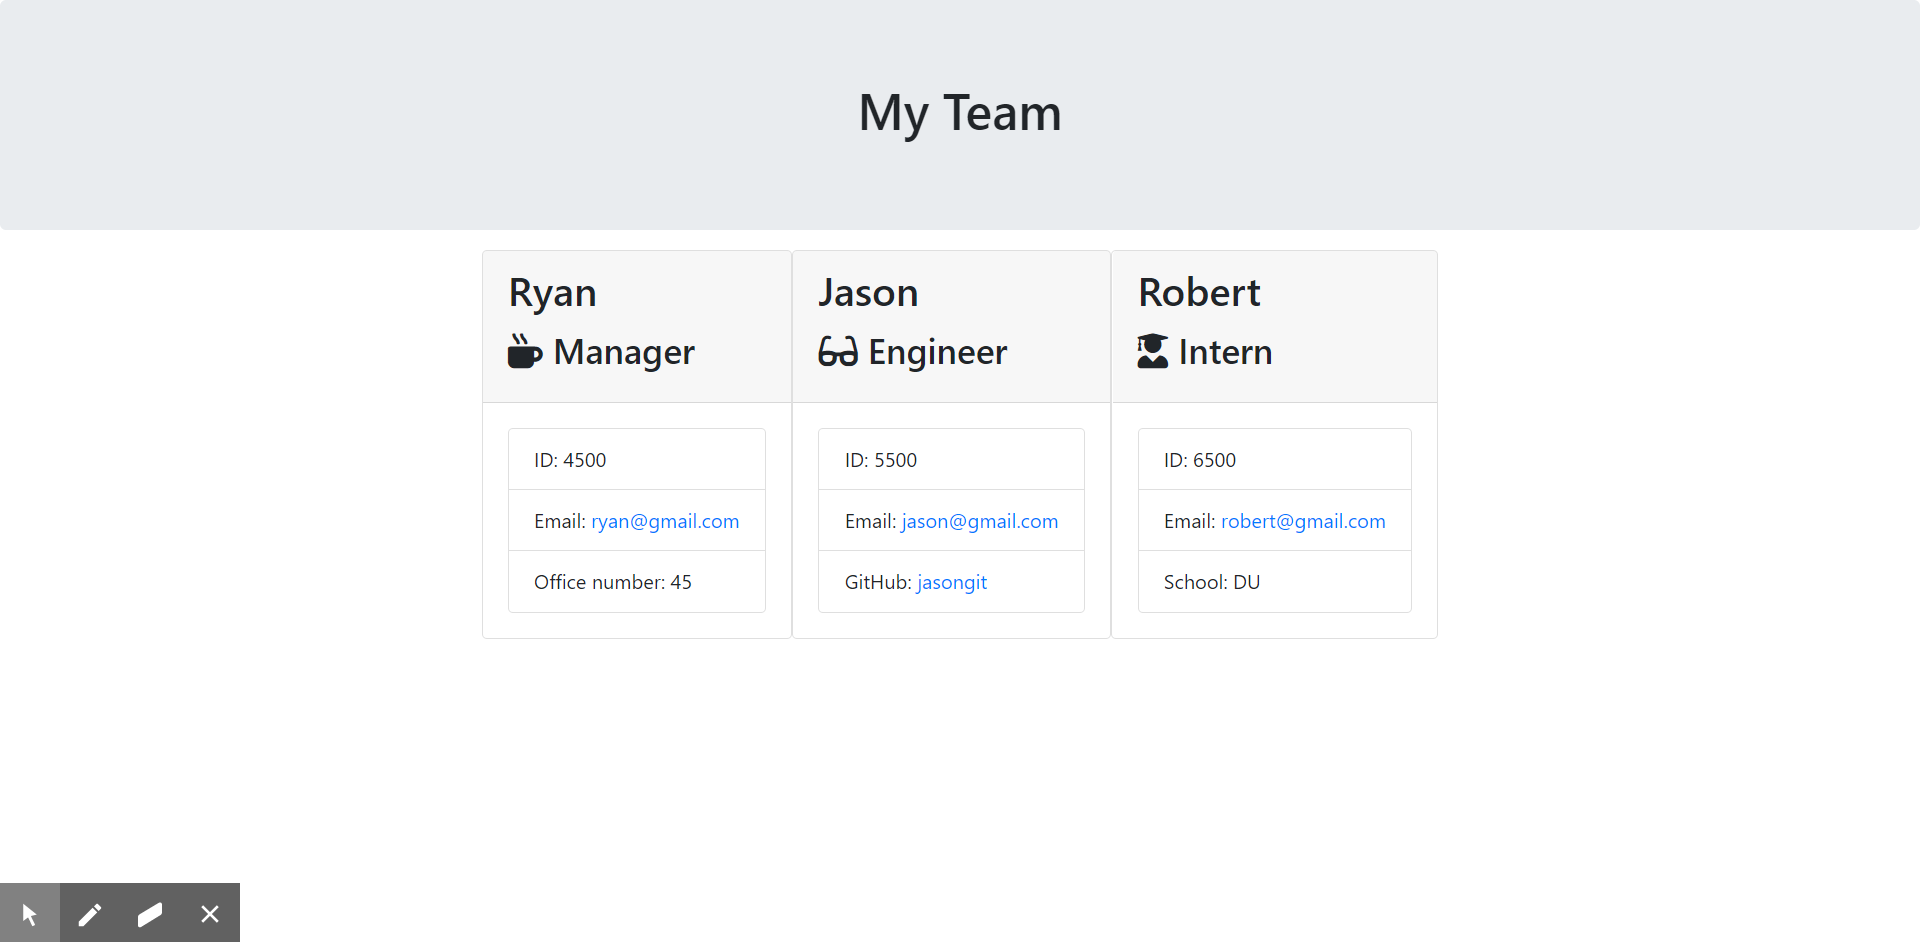 My Team
Ryan
Manager
ID: 4500
Email: ryan@gmail.com
Office number: 45
Jason
Engineer
ID: 5500
Email: jason@gmail.com
GitHub: jasongit
Robert
Intern
ID: 6500
Email: robert@gmail.com
School: DU